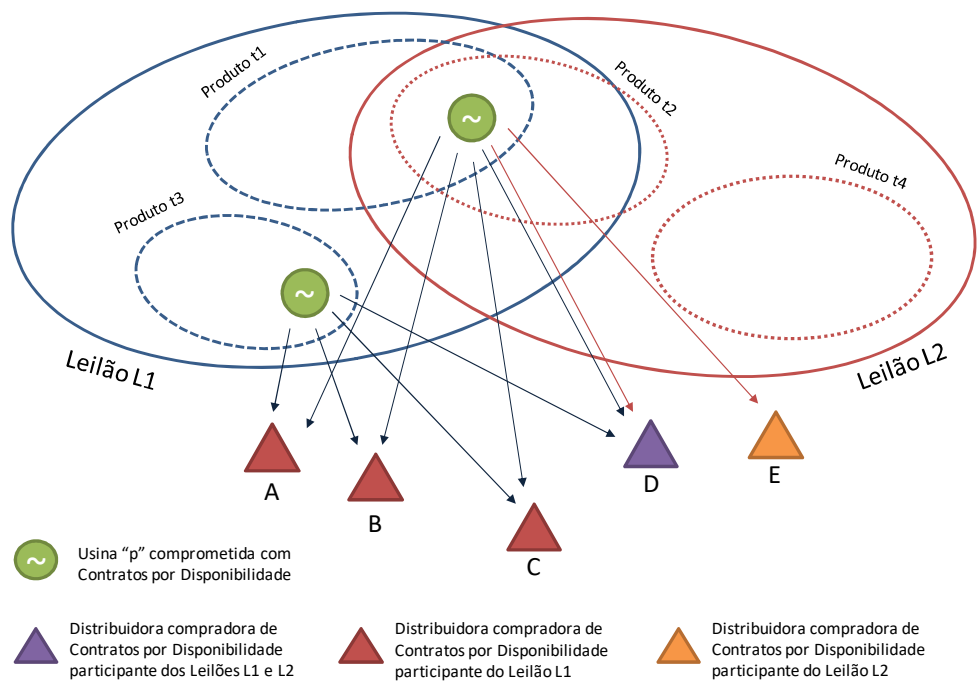 Produto t1
Produto t2
~
Produto t4
Produto t3
~
Leilão L1
Leilão L2
A
B
C
D
E
~
Usina “p” comprometida com
Contratos por Disponibilidade
Distribuidora compradora de
Contratos por Disponibilidade
participante dos Leilões L1 e L2
Distribuidora compradora de
Contratos por Disponibilidade
participante do Leilão L1
Distribuidora compradora de
Contratos por Disponibilidade
participante do Leilão L2